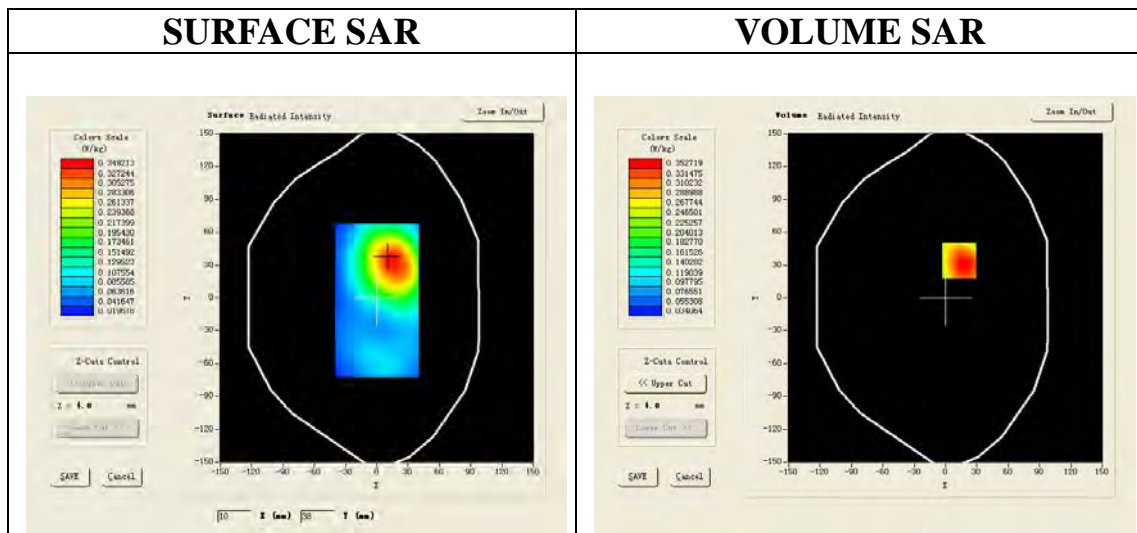 SURFACE SAR
Surface Radiated Intensity
Zoom In/Out
Colors Scale
(W/kg)
0.349213
0.327244
0.305275
0.283306
0.261337
0.239368
0.217399
0.195430
0.173461
0.151492
0.129523
0.107554
0.085585
0.063616
0.041647
0.019678
150
120
90
60
30
0
-30
-60
-90
-120
-150
-150 -120 -90 -60 -30 0 30 60 90 120 150
Z-Cuts Control
<< Upper Cut
Z = 4.0 mm
Lower Cut >>
SAVE Cancel
10 X (mm) 38 Y (mm)
VOLUME SAR
Volume Radiated Intensity
Zoom In/Out
Colors Scale
(W/kg)
0.352719
0.331475
0.310232
0.288988
0.267744
0.246501
0.225257
0.204013
0.182770
0.161526
0.140282
0.119039
0.097795
0.076551
0.055308
0.034064
150
120
90
60
30
0
-30
-60
-90
-120
-150
-150 -120 -90 -60 -30 0 30 60 90 120 150
Z-Cuts Control
<< Upper Cut
Z = 4.0 mm
Lower Cut >>
SAVE Cancel